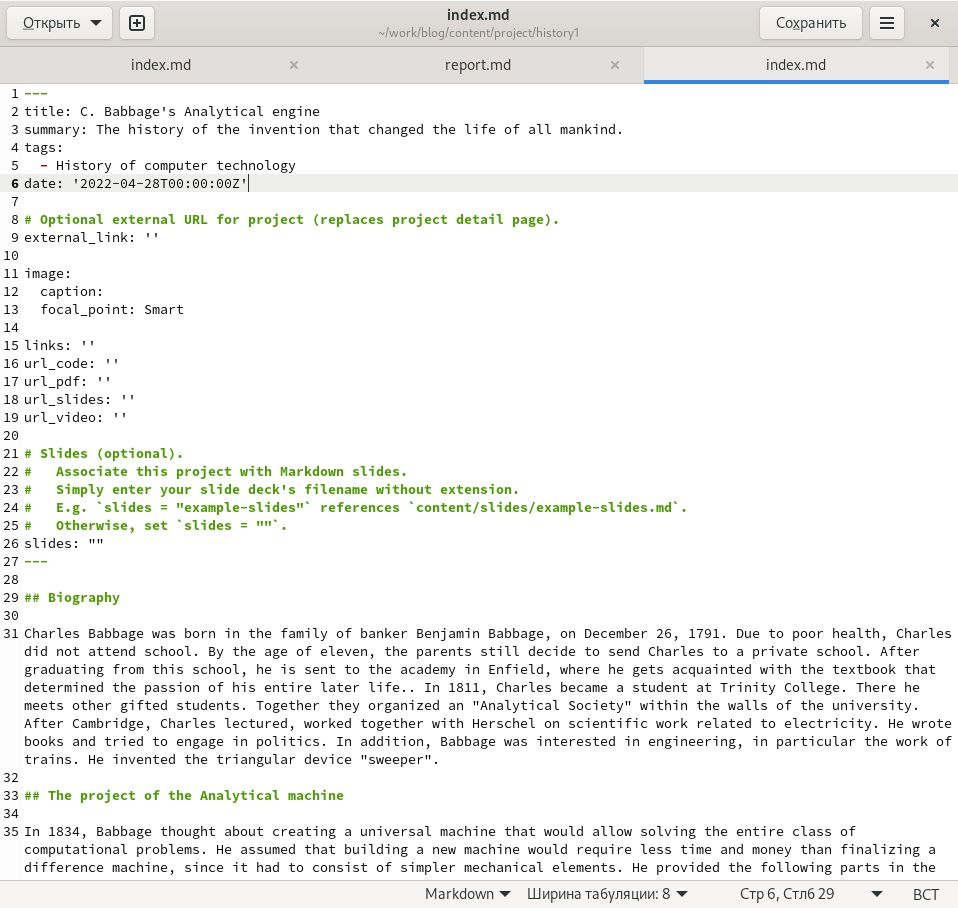 Открыть
index.md
~/work/blog/content/project/history1
Сохранить
index.md
report.md
index.md
1 ---
2 title: C. Babbage's Analytical engine
3 summary: The history of the invention that changed the life of all mankind.
4 tags:
5   - History of computer technology
6 date: '2022-04-28T00:00:00Z'
7
8 # Optional external URL for project (replaces project detail page).
9 external_link: ''
10
11 image:
12   caption:
13   focal_point: Smart
14
15 links: ''
16 url_code: ''
17 url_pdf: ''
18 url_slides: ''
19 url_video: ''
20
21 # Slides (optional).
22 #   Associate this project with Markdown slides.
23 #   Simply enter your slide deck's filename without extension.
24 #   E.g. `slides = "example-slides"` references `content/slides/example-slides.md`.
25 #   Otherwise, set `slides = ""`.
26 slides: ""
27 ---
28
29 ## Biography
30
31 Charles Babbage was born in the family of banker Benjamin Babbage, on December 26, 1791. Due to poor health, Charles
did not attend school. By the age of eleven, the parents still decide to send Charles to a private school. After
graduating from this school, he is sent to the academy in Enfield, where he gets acquainted with the textbook that
determined the passion of his entire later life.. In 1811, Charles became a student at Trinity College. There he
meets other gifted students. Together they organized an "Analytical Society" within the walls of the university.
After Cambridge, Charles lectured, worked together with Herschel on scientific work related to electricity. He wrote
books and tried to engage in politics. In addition, Babbage was interested in engineering, in particular the work of
trains. He invented the triangular device "sweeper".
32
33 ## The project of the Analytical machine
34
35 In 1834, Babbage thought about creating a universal machine that would allow solving the entire class of
computational problems. He assumed that building a new machine would require less time and money than finalizing a
difference machine, since it had to consist of simpler mechanical elements. He provided the following parts in the
Markdown
Ширина табуляции: 8
Стр 6, Стлб 29
ВСТ